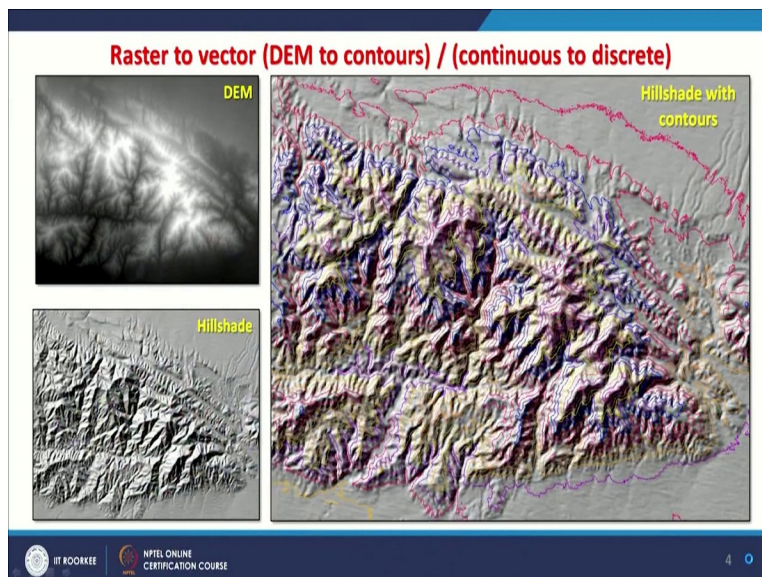 Raster to vector (DEM to contours) / (continuous to discrete)
DEM
Hillshade with
contours
Hillshade
IIT ROORKEE
NPTEL ONLINE
CERTIFICATION COURSE
4